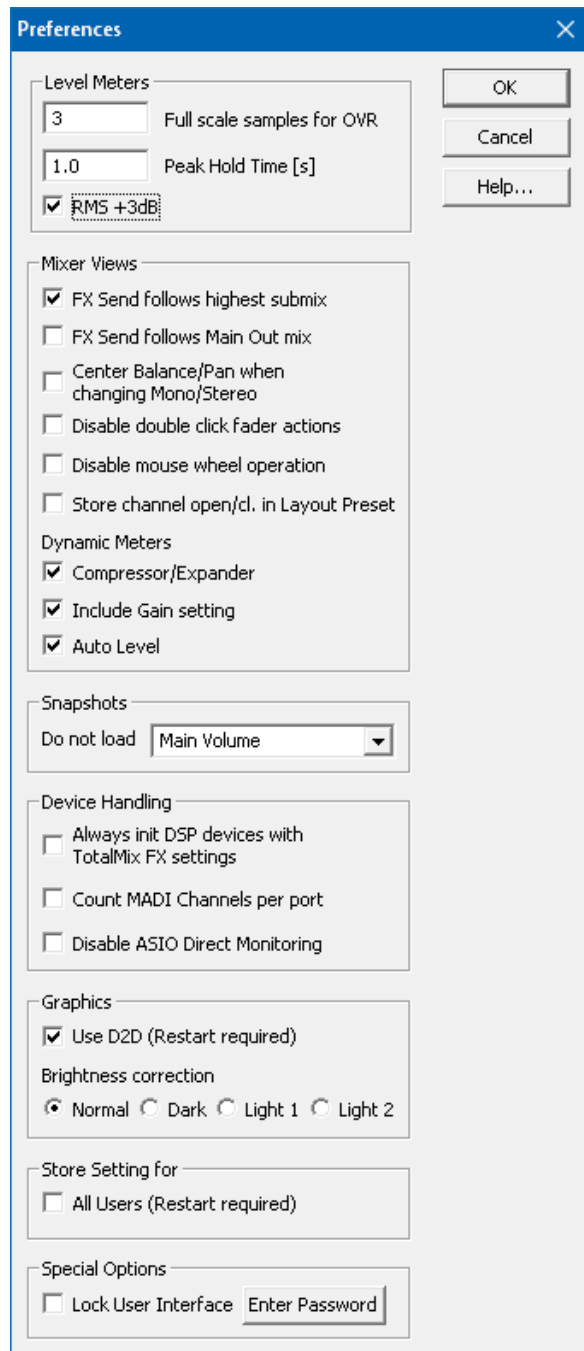 Preferences
Level Meters
3 Full scale samples for OVR
1.0 Peak Hold Time [s]
RMS +3dB
OK
Cancel
Help...
Mixer Views
FX Send follows highest submix
FX Send follows Main Out mix
Center Balance/Pan when
changing Mono/Stereo
Disable double click fader actions
Disable mouse wheel operation
Store channel open/cl. in Layout Preset
Dynamic Meters
Compressor/Expander
Include Gain setting
Auto Level
Snapshots
Do not load Main Volume
Device Handling
Always init DSP devices with
TotalMix FX settings
Count MADI Channels per port
Disable ASIO Direct Monitoring
Graphics
Use D2D (Restart required)
Brightness correction
Normal Dark Light 1 Light 2
Store Setting for
All Users (Restart required)
Special Options
Lock User Interface Enter Password